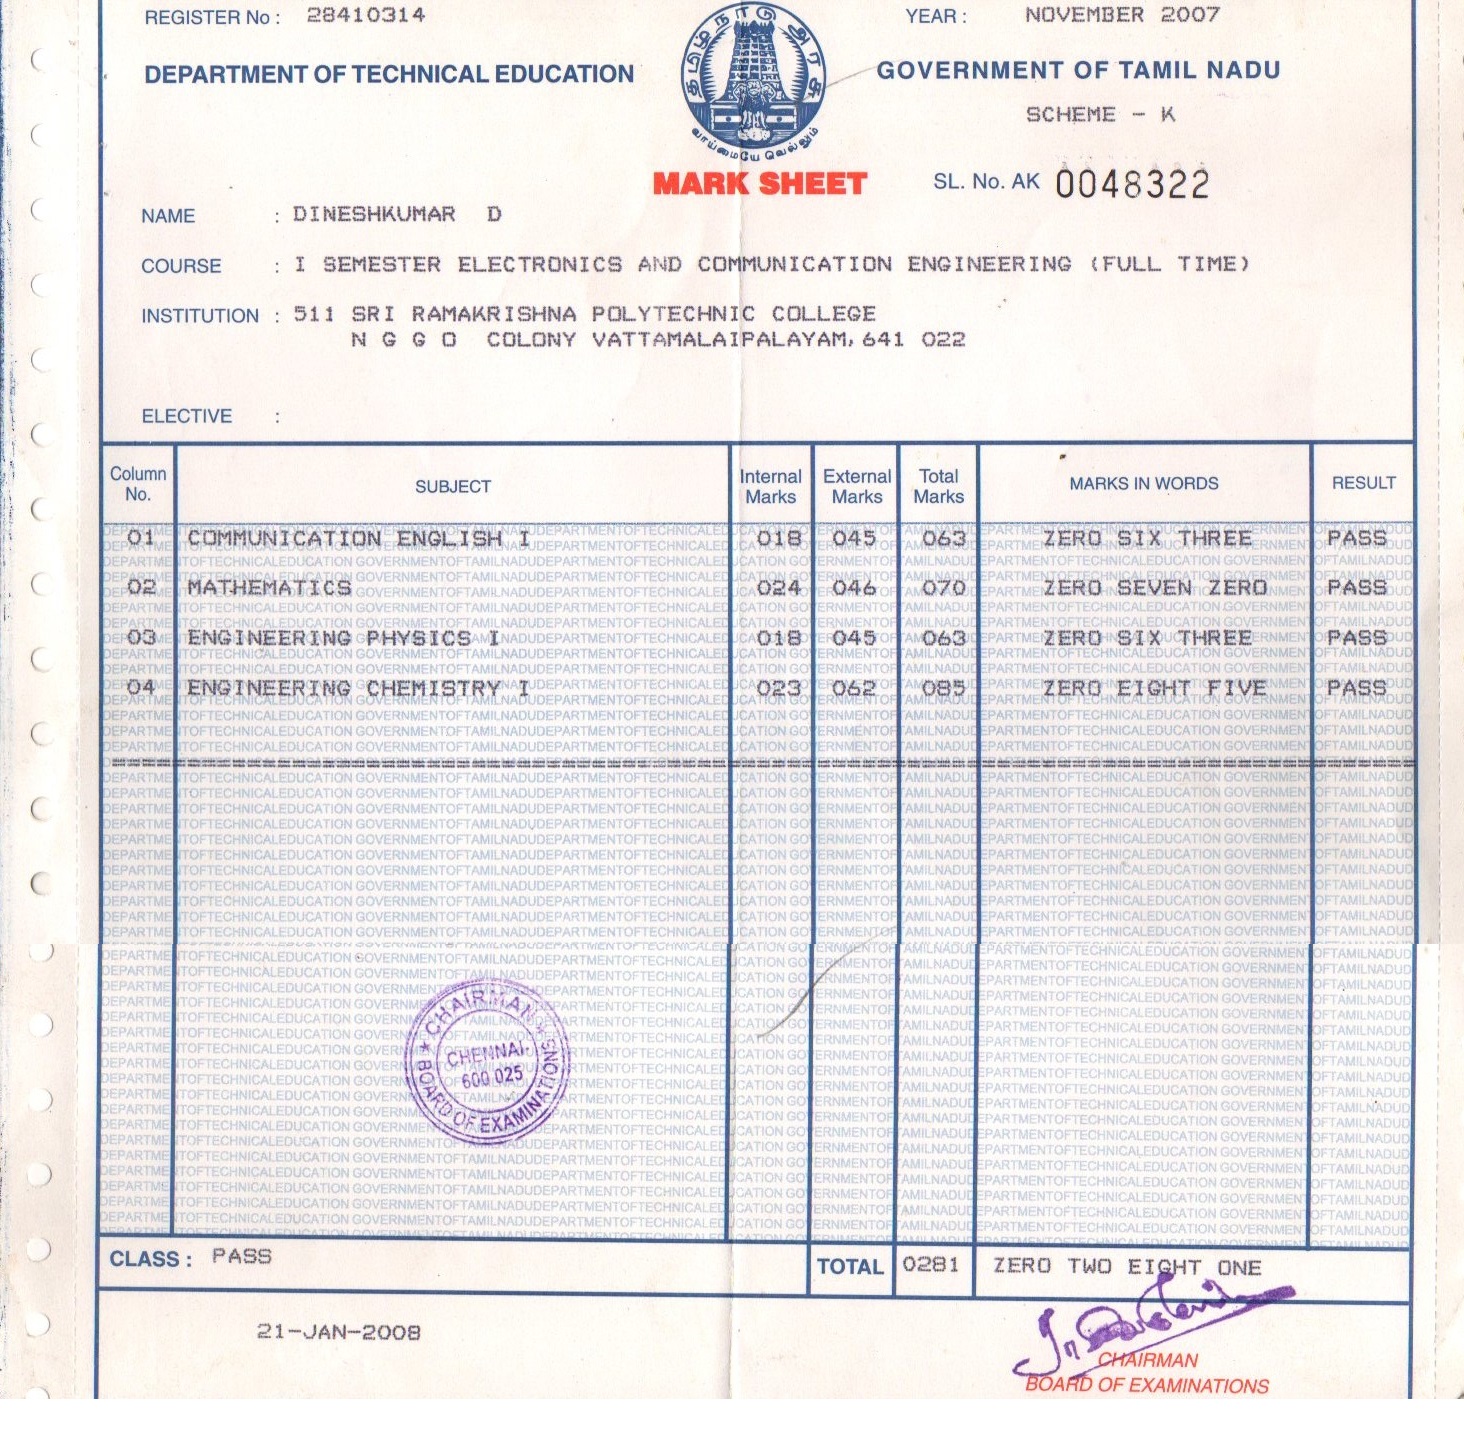 REGISTER No : 28410314
YEAR : NOVEMBER 2007
தமிழ்நாடு அரசு
வாய்மையே வெல்லும்
DEPARTMENT OF TECHNICAL EDUCATION
GOVERNMENT OF TAMIL NADU
SCHEME - K
MARK SHEET
SL. No. AK 0048322
NAME : DINESHKUMAR D
COURSE : I SEMESTER ELECTRONICS AND COMMUNICATION ENGINEERING (FULL TIME)
INSTITUTION : 511 SRI RAMAKRISHNA POLYTECHNIC COLLEGE
N G G O COLONY VATTAMALAIPALAYAM, 641 022
ELECTIVE :
Column No. SUBJECT Internal Marks External Marks Total Marks MARKS IN WORDS RESULT
01 COMMUNICATION ENGLISH I 018 045 063 ZERO SIX THREE PASS
02 MATHEMATICS 024 046 070 ZERO SEVEN ZERO PASS
03 ENGINEERING PHYSICS I 018 045 063 ZERO SIX THREE PASS
04 ENGINEERING CHEMISTRY I 023 062 085 ZERO EIGHT FIVE PASS
CHAIRMAN
CHENNAI-
600 025
BOARD OF EXAMINATIONS
CLASS : PASS TOTAL 0281 ZERO TWO EIGHT ONE
21-JAN-2008
CHAIRMAN
BOARD OF EXAMINATIONS